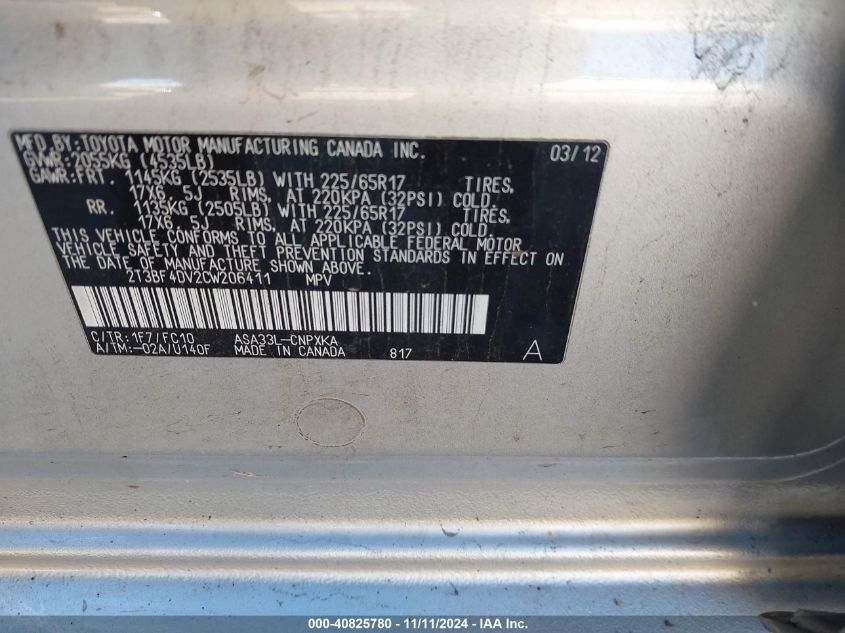 MFD.BY:TOYOTA MOTOR MANUFACTURING CANADA INC. 03/12
GVWR:2055KG (4535LB)
GAWR:FRT 1145KG (2535LB) WITH 225/65R17 TIRES,
17X6.5J RIMS, AT 220KPA (32PSI) COLD.
RR. 1135KG (2505LB) WITH 225/65R17 TIRES,
17X6.5J RIMS, AT 220KPA (32PSI) COLD.
THIS VEHICLE CONFORMS TO ALL APPLICABLE FEDERAL MOTOR
VEHICLE SAFETY AND THEFT PREVENTION STANDARDS IN EFFECT ON
THE DATE OF MANUFACTURE SHOWN ABOVE.
2T3BF4DV2CW206411 MPV
C/TR:1F7/FC10 ASA33L-CNPXKA
A/TM:-02A/U140F MADE IN CANADA 817 A
000-40825780 - 11/11/2024 - IAA Inc.